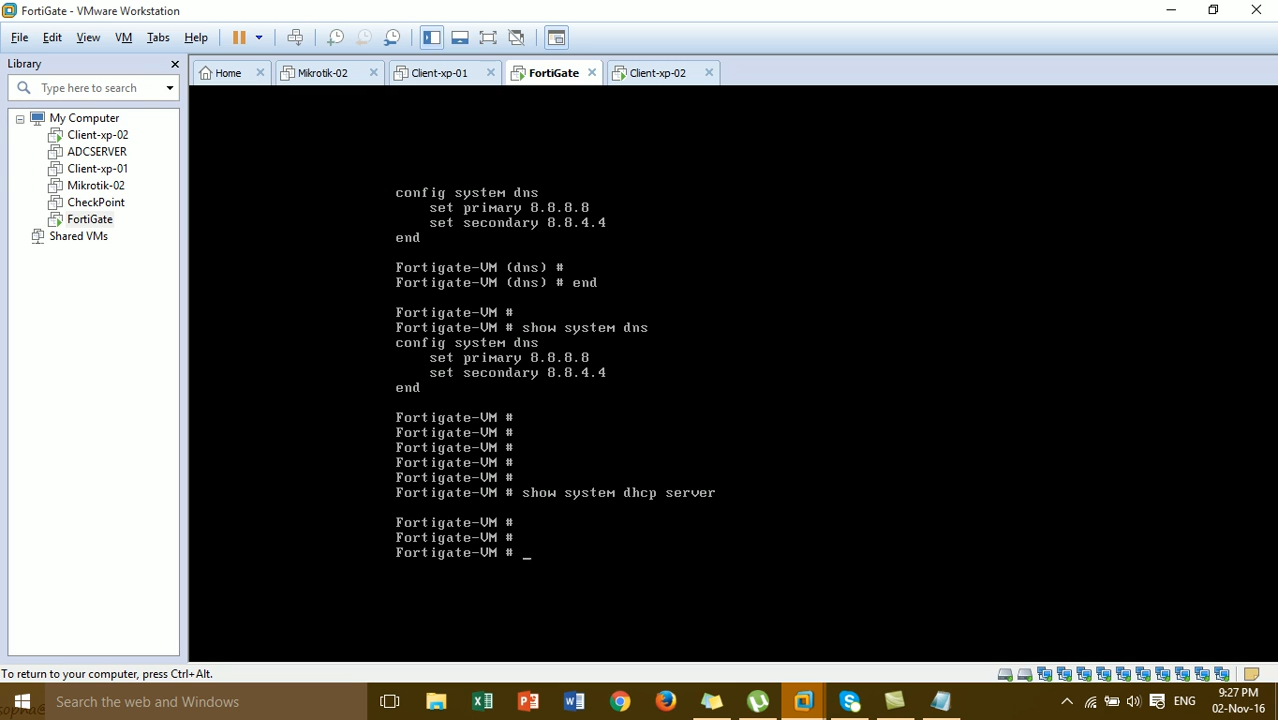 FortiGate - VMware Workstation
File Edit View VM Tabs Help
Library
Type here to search
My Computer
Client-xp-02
ADCSERVER
Client-xp-01
Mikrotik-02
CheckPoint
FortiGate
Shared VMs
Home Mikrotik-02 Client-xp-01 FortiGate Client-xp-02
config system dns
set primary 8.8.8.8
set secondary 8.8.4.4
end
Fortigate-VM (dns) #
Fortigate-VM (dns) # end
Fortigate-VM #
Fortigate-VM # show system dns
config system dns
set primary 8.8.8.8
set secondary 8.8.4.4
end
Fortigate-VM #
Fortigate-VM #
Fortigate-VM #
Fortigate-VM #
Fortigate-VM #
Fortigate-VM # show system dhcp server
Fortigate-VM #
Fortigate-VM #
Fortigate-VM # _
To return to your computer, press Ctrl+Alt.
Search the web and Windows
ENG
9:27 PM
02-Nov-16